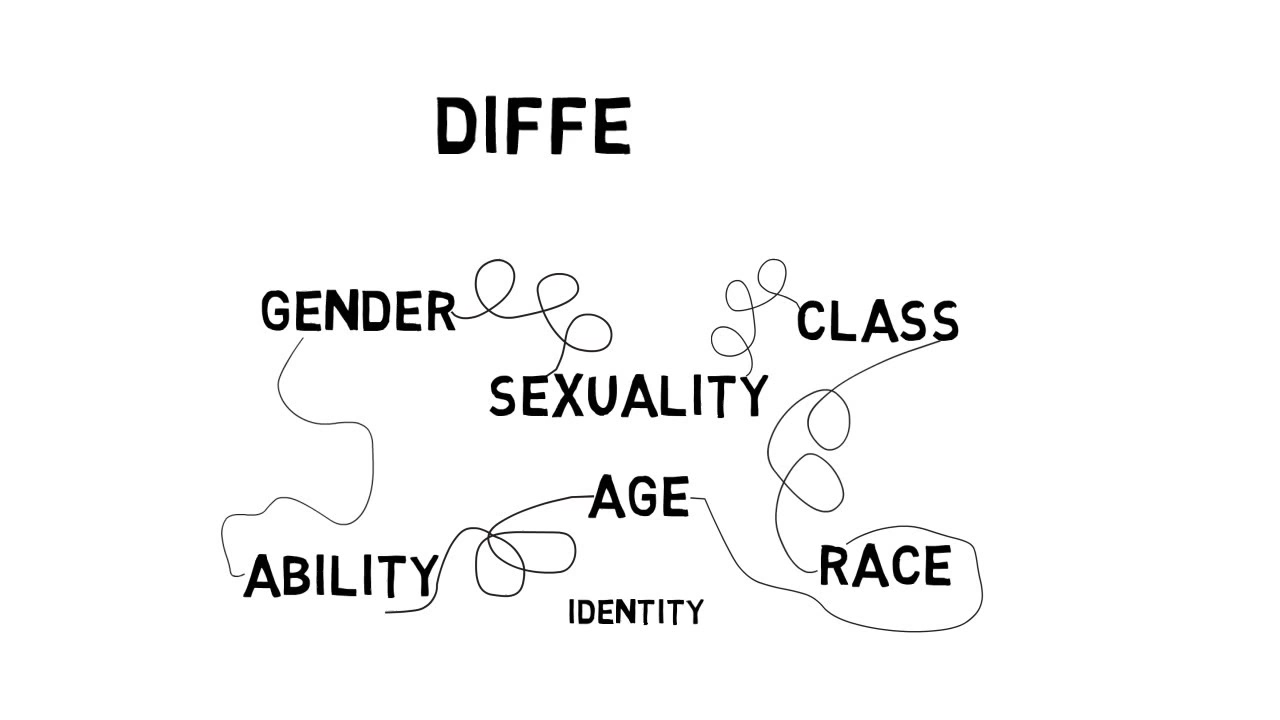 DIFFE
GENDER
CLASS
SEXUALITY
AGE
ABILITY
RACE
IDENTITY